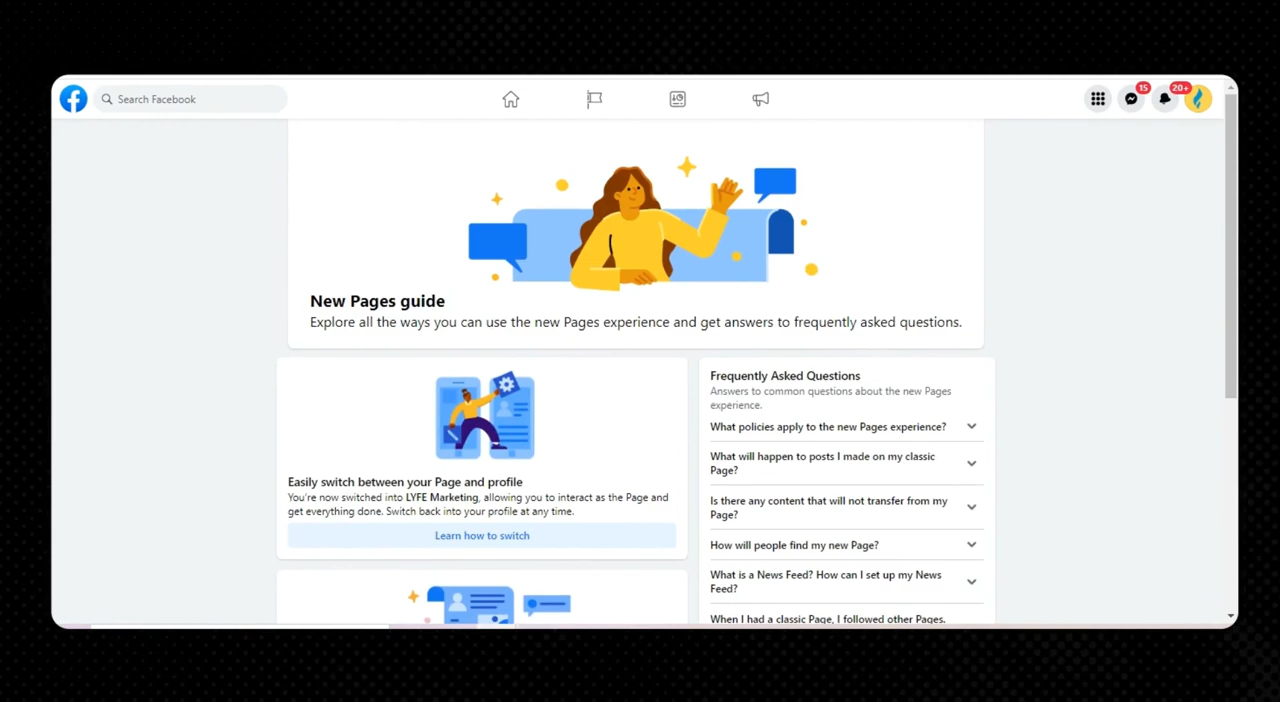 Search Facebook
15
20+
New Pages guide
Explore all the ways you can use the new Pages experience and get answers to frequently asked questions.
Easily switch between your Page and profile
You're now switched into LYFE Marketing, allowing you to interact as the Page and
get everything done. Switch back into your profile at any time.
Learn how to switch
Frequently Asked Questions
Answers to common questions about the new Pages
experience.
What policies apply to the new Pages experience?
What will happen to posts I made on my classic
Page?
Is there any content that will not transfer from my
Page?
How will people find my new Page?
What is a News Feed? How can I set up my News
Feed?
When I had a classic Page, I followed other Pages.